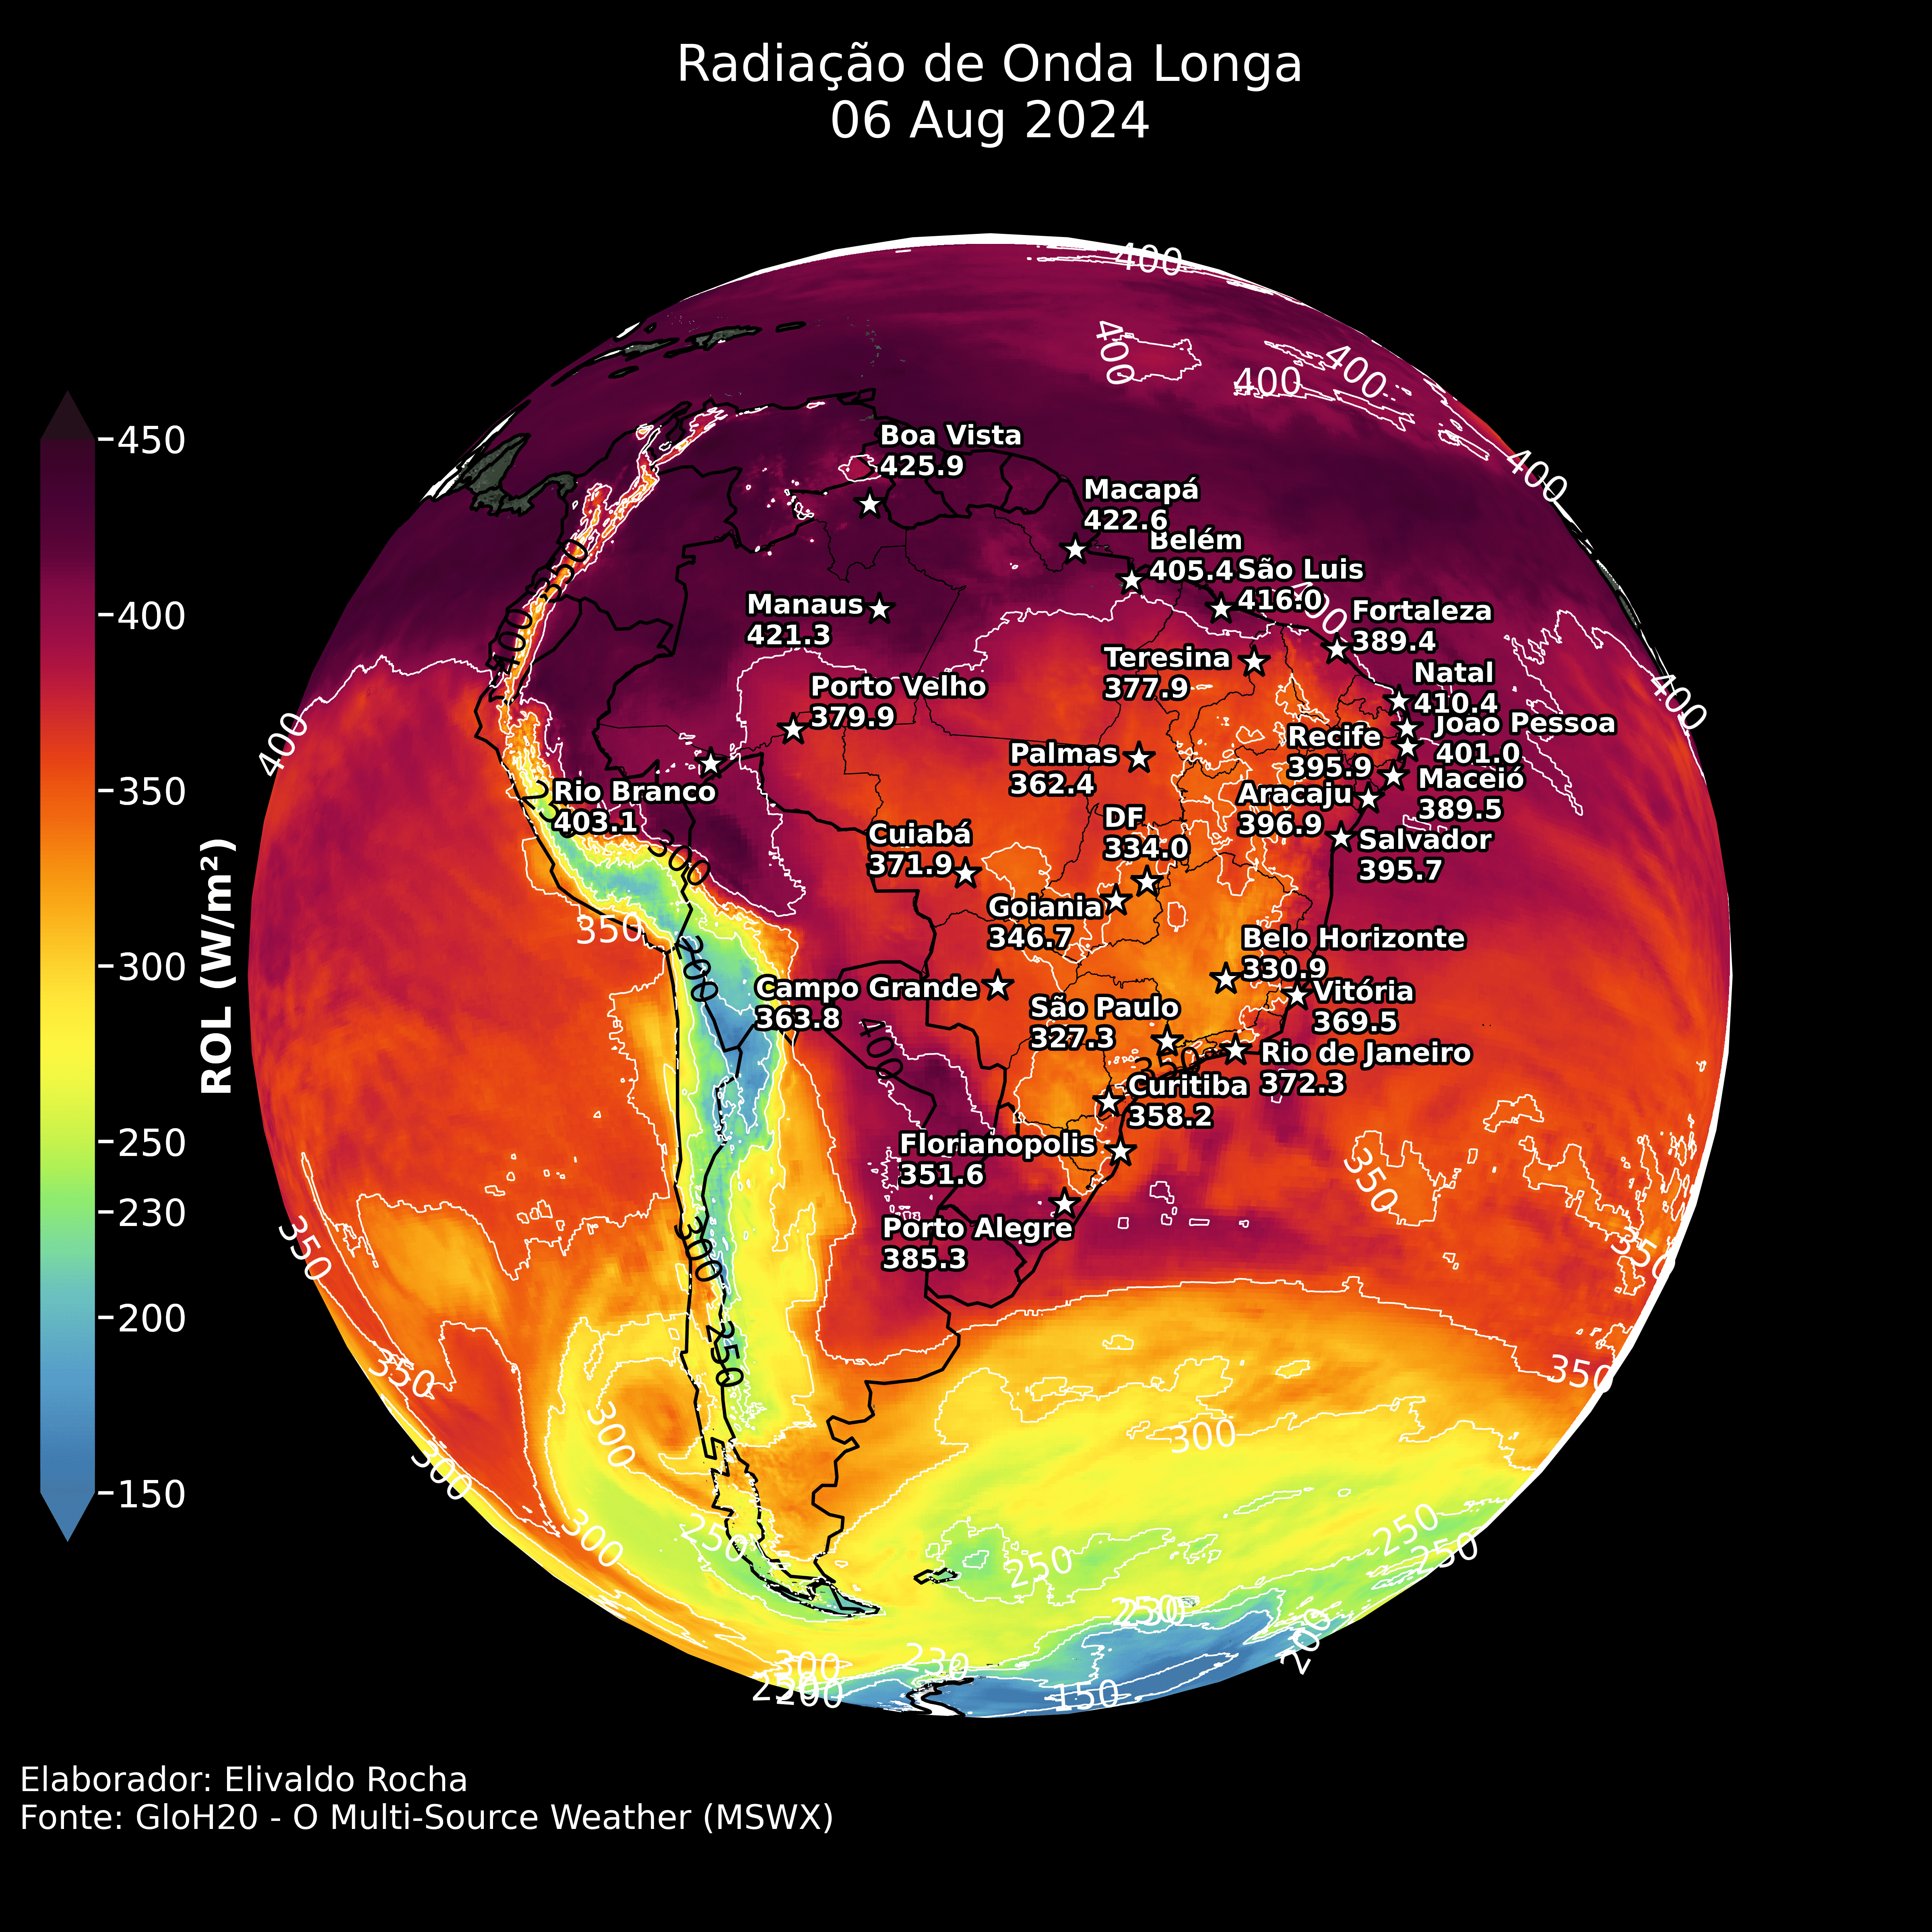 Radiação de Onda Longa
06 Aug 2024
450
400
350
300
250
230
200
150
ROL (W/m²)
400
400
400
400
400
400
400
400
400
350
400
350
300
200
400
350
350
350
350
350
350
300
250
300
300
300
300
250
250
250
250
230
200
150
300
Boa Vista
425.9
Macapá
422.6
Belém
405.4
São Luis
416.0
Manaus
421.3
Fortaleza
389.4
Teresina
377.9
Natal
410.4
Porto Velho
379.9
João Pessoa
401.0
Recife
395.9
Palmas
362.4
Maceió
389.5
Rio Branco
403.1
Aracaju
396.9
DF
334.0
Cuiabá
371.9
Salvador
395.7
Goiania
346.7
Belo Horizonte
330.9
Campo Grande
363.8
Vitória
369.5
São Paulo
327.3
Rio de Janeiro
372.3
Curitiba
358.2
Florianopolis
351.6
Porto Alegre
385.3
Elaborador: Elivaldo Rocha
Fonte: GloH20 - O Multi-Source Weather (MSWX)